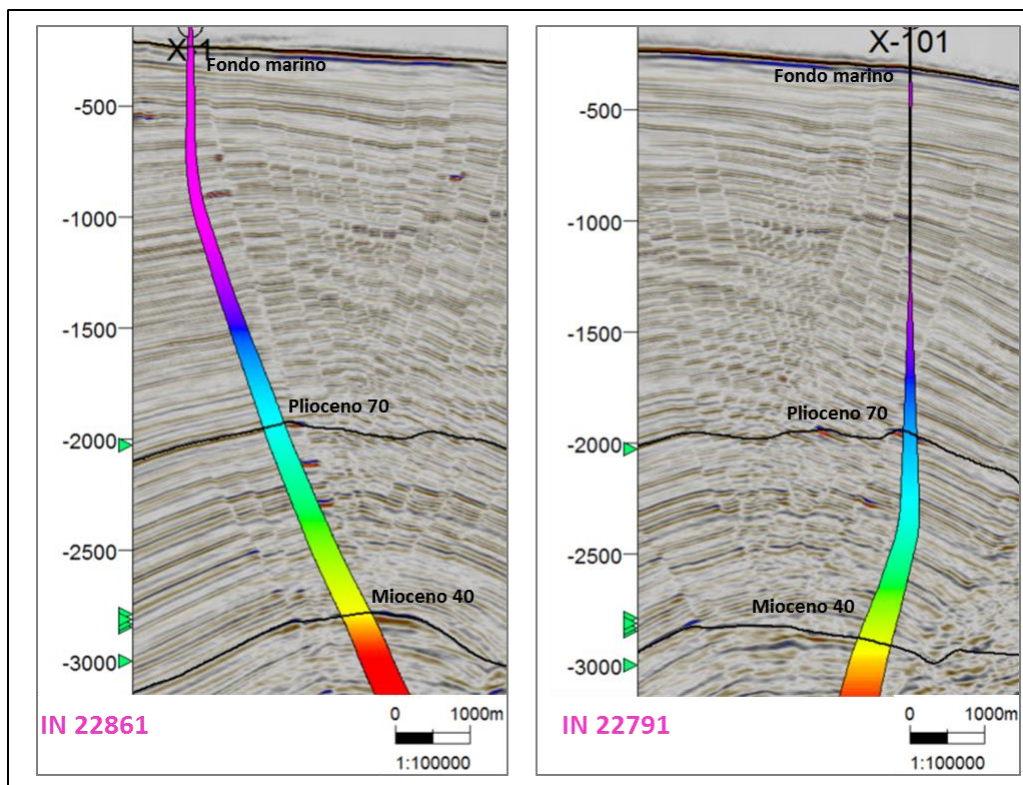 X-1
Fondo marino
-500
-1000
-1500
Plioceno 70
-2000
-2500
Mioceno 40
-3000
IN 22861
0 1000m
1:100000
X-101
Fondo marino
-500
-1000
-1500
Plioceno 70
-2000
-2500
Mioceno 40
-3000
IN 22791
0 1000m
1:100000